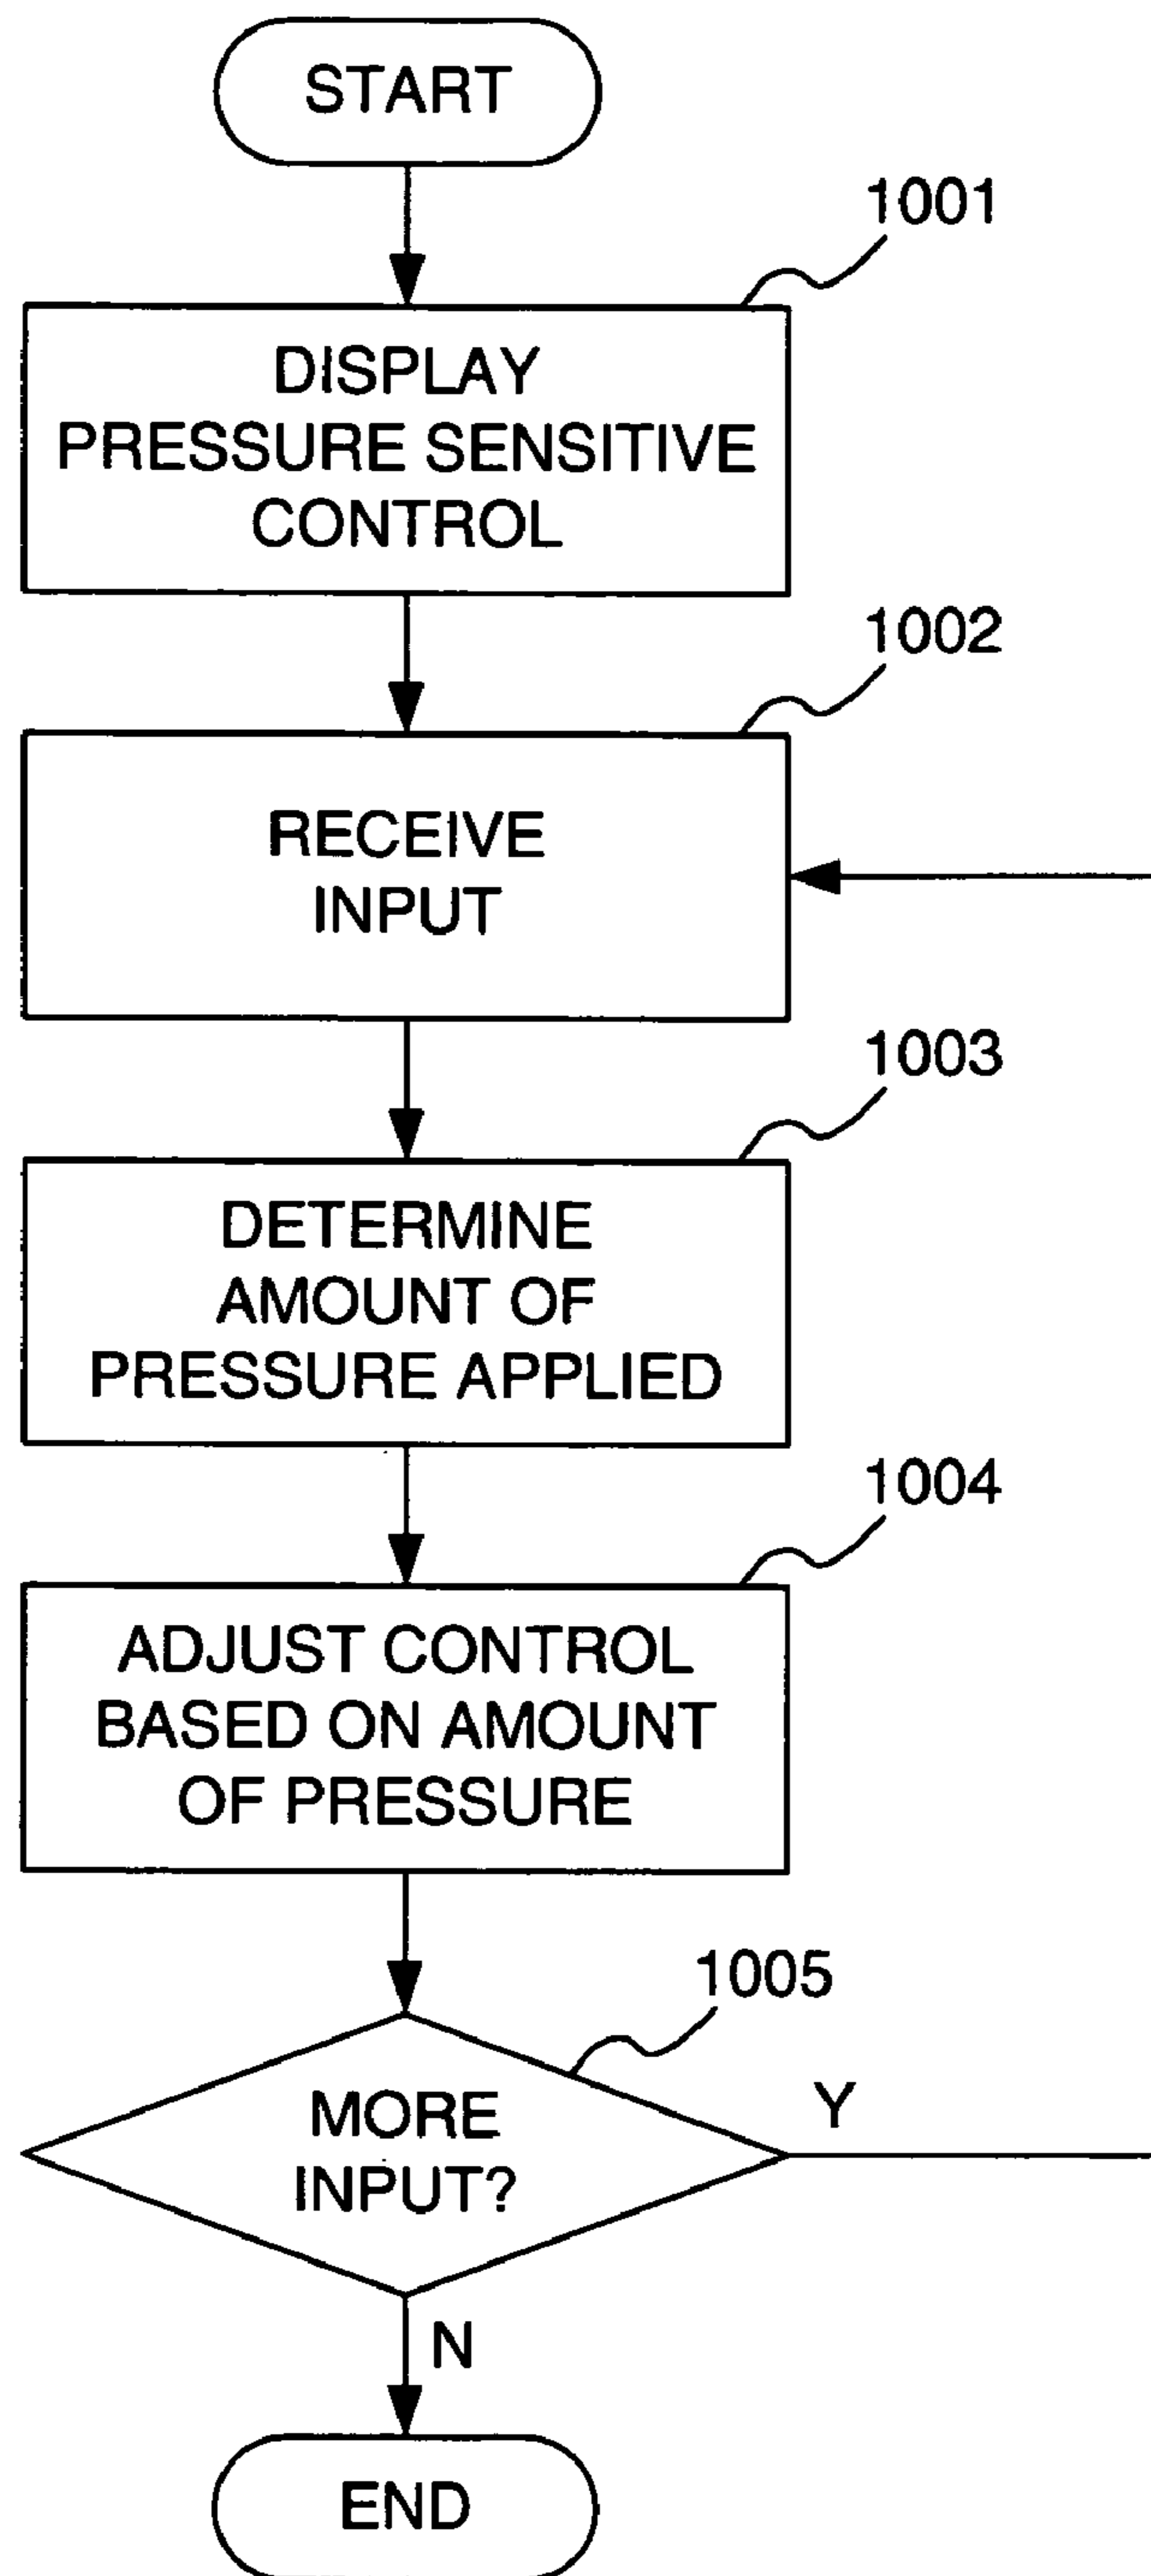 START
1001
DISPLAY
PRESSURE SENSITIVE
CONTROL
1002
RECEIVE
INPUT
1003
DETERMINE
AMOUNT OF
PRESSURE APPLIED
1004
ADJUST CONTROL
BASED ON AMOUNT
OF PRESSURE
1005
MORE
INPUT?
Y
N
END